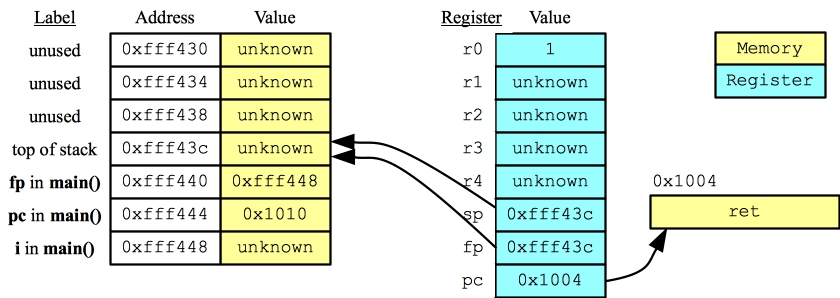 Label Address Value Register Value
unused 0xfff430 unknown r0 1 Memory
unused 0xfff434 unknown r1 unknown Register
unused 0xfff438 unknown r2 unknown
top of stack 0xfff43c unknown r3 unknown
fp in main() 0xfff440 0xfff448 r4 unknown 0x1004
pc in main() 0xfff444 0x1010 sp 0xfff43c ret
i in main() 0xfff448 unknown fp 0xfff43c
pc 0x1004